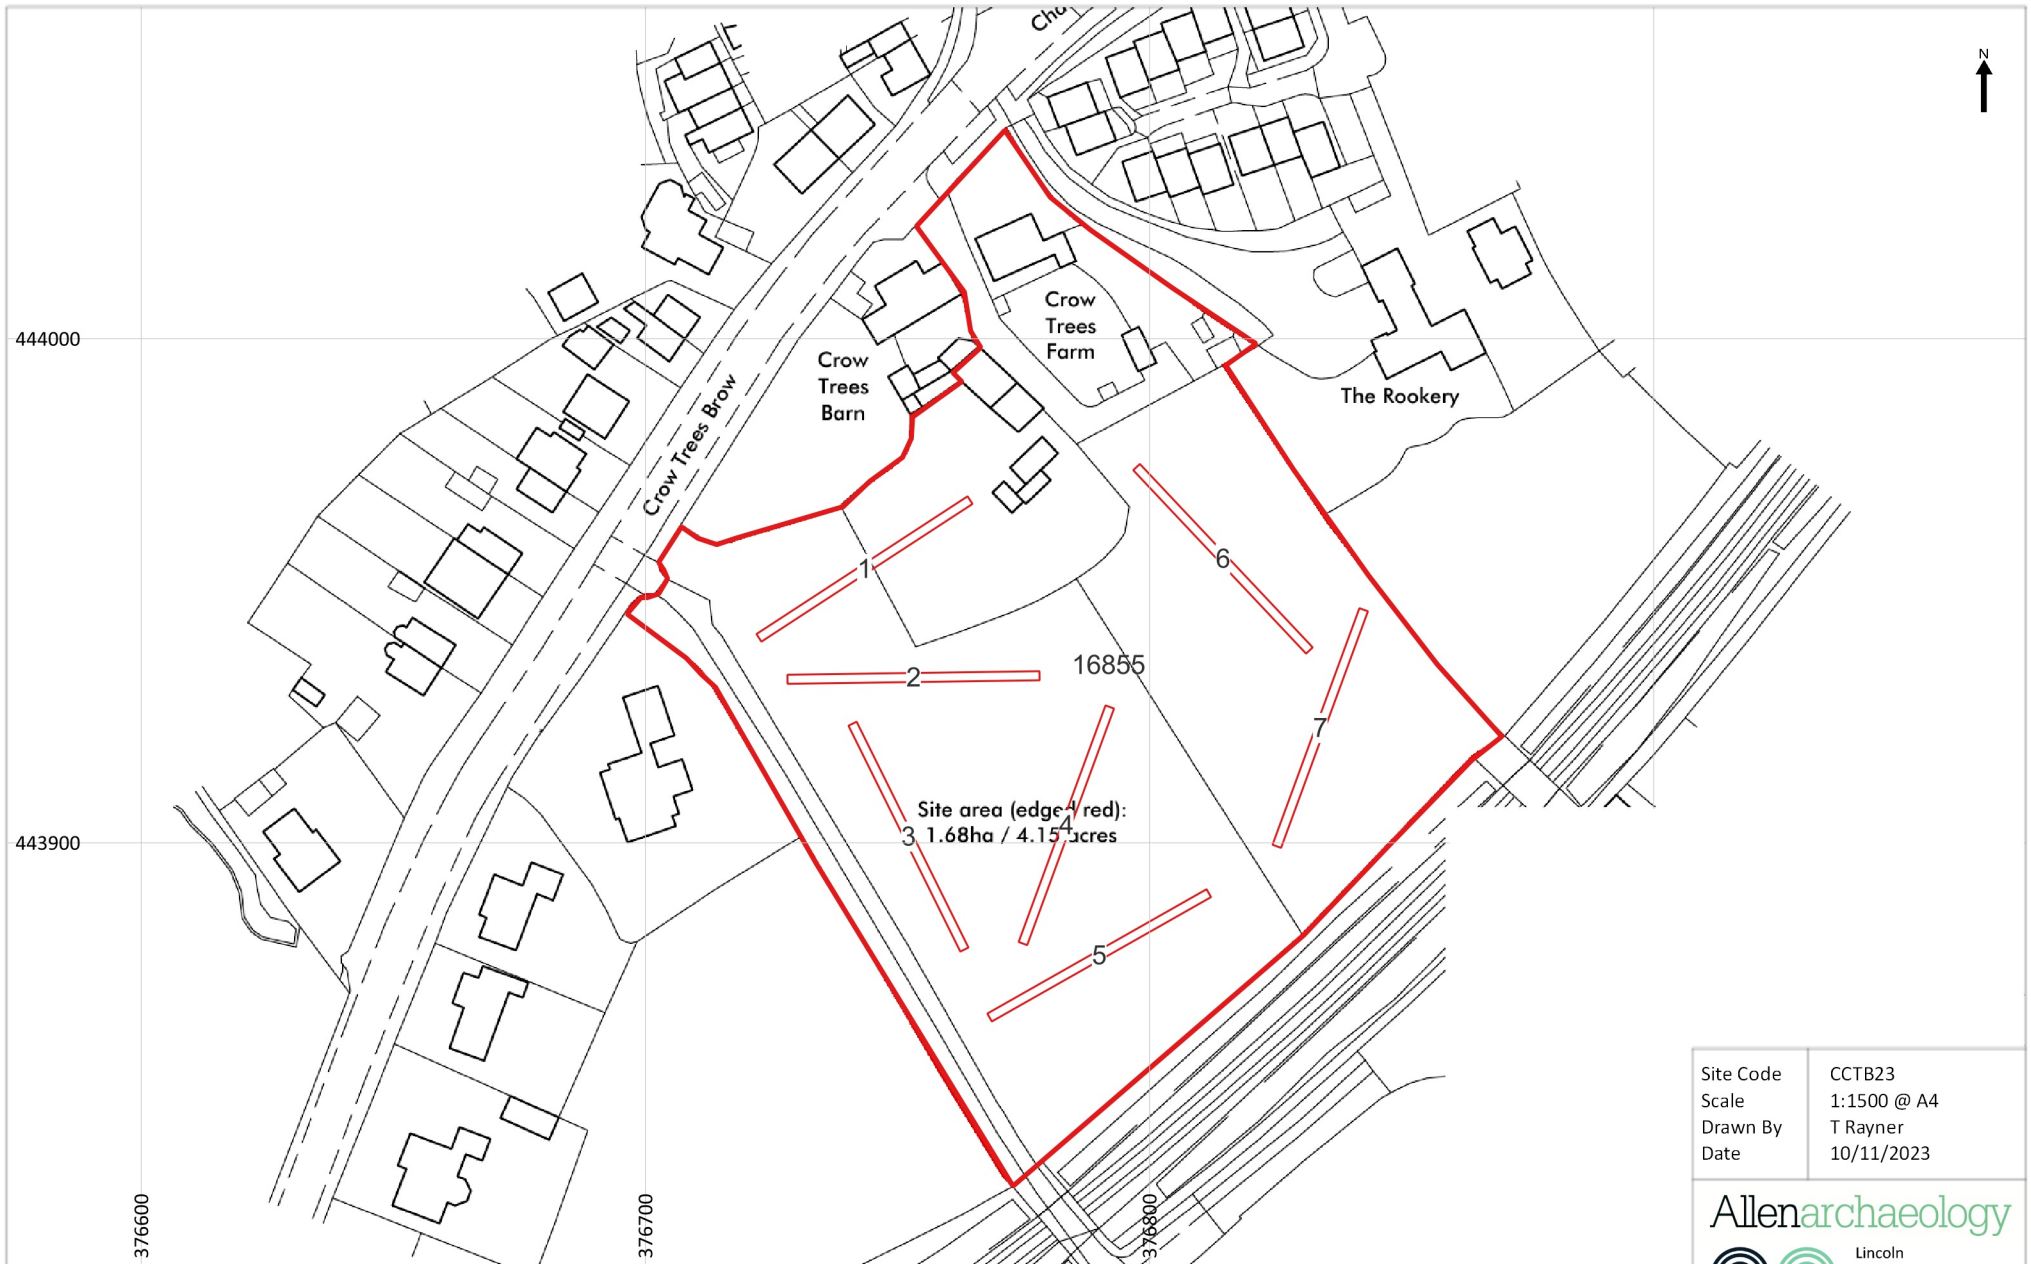 Cho
N
444000
Crow
Trees
Farm
Crow
Trees
Barn
The Rookery
Crow Trees Brow
1
6
16855
2
7
Site area (edged red):
1.68ha / 4.15 acres
3
4
443900
5
376600
376700
376800
Site Code CCTB23
Scale 1:1500 @ A4
Drawn By T Rayner
Date 10/11/2023
Allenarchaeology
Lincoln